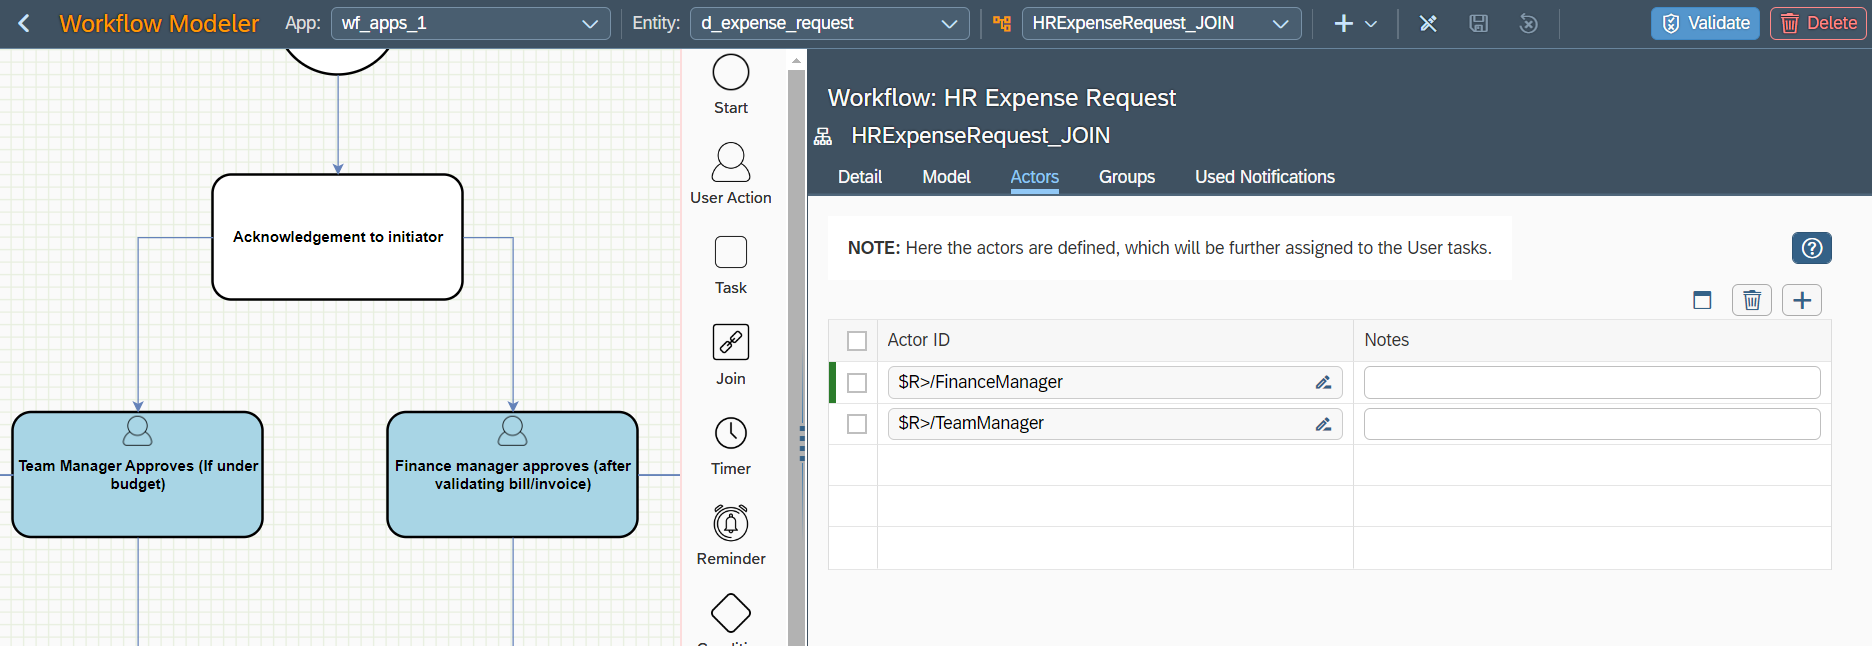 Workflow Modeler App: wf_apps_1 Entity: d_expense_request HRExpenseRequest_JOIN Validate Delete
Acknowledgement to initiator
Team Manager Approves (If under
budget)
Finance manager approves (after
validating bill/invoice)
Start
User Action
Task
Join
Timer
Reminder
Workflow: HR Expense Request
HRExpenseRequest_JOIN
Detail Model Actors Groups Used Notifications
NOTE: Here the actors are defined, which will be further assigned to the User tasks.
Actor ID Notes
$R>/FinanceManager
$R>/TeamManager